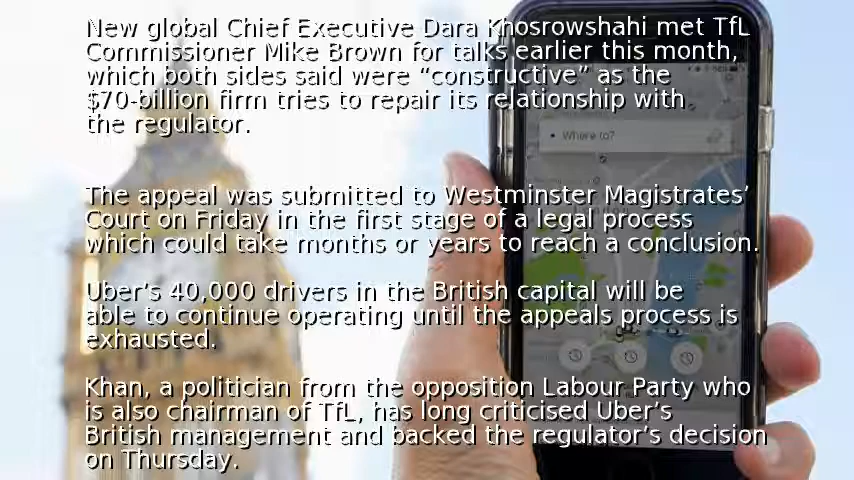 New global Chief Executive Dara Khosrowshahi met TfL
Commissioner Mike Brown for talks earlier this month,
which both sides said were “constructive” as the
$70-billion firm tries to repair its relationship with
the regulator.
Where to?
The appeal was submitted to Westminster Magistrates’
Court on Friday in the first stage of a legal process
which could take months or years to reach a conclusion.
Uber’s 40,000 drivers in the British capital will be
able to continue operating until the appeals process is
exhausted.
Khan, a politician from the opposition Labour Party who
is also chairman of TfL, has long criticised Uber’s
British management and backed the regulator’s decision
on Thursday.